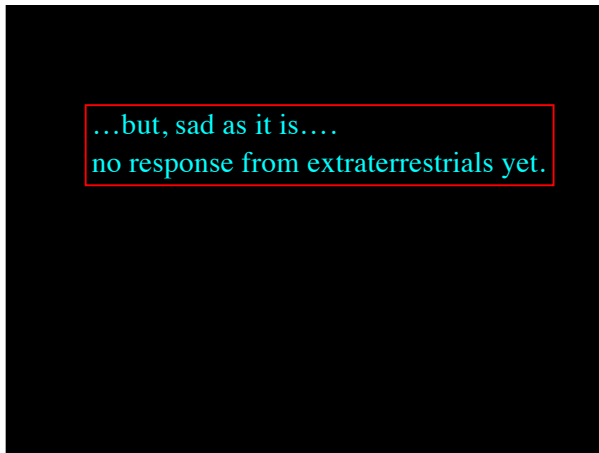 …but, sad as it is….
no response from extraterrestrials yet.